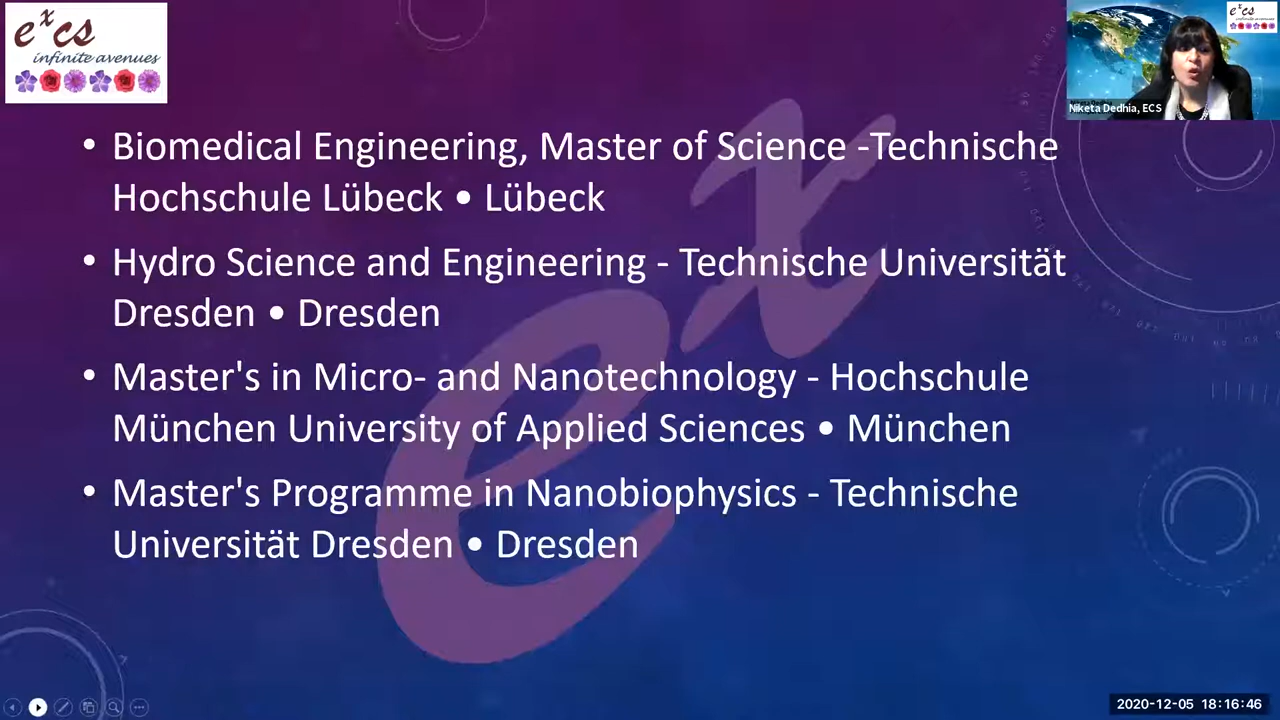 e^x cs
infinite avenues
Niketa Dedhia, ECS
• Biomedical Engineering, Master of Science -Technische
Hochschule Lübeck • Lübeck
• Hydro Science and Engineering - Technische Universität
Dresden • Dresden
• Master's in Micro- and Nanotechnology - Hochschule
München University of Applied Sciences • München
• Master's Programme in Nanobiophysics - Technische
Universität Dresden • Dresden
e^x
2020-12-05 18:16:46